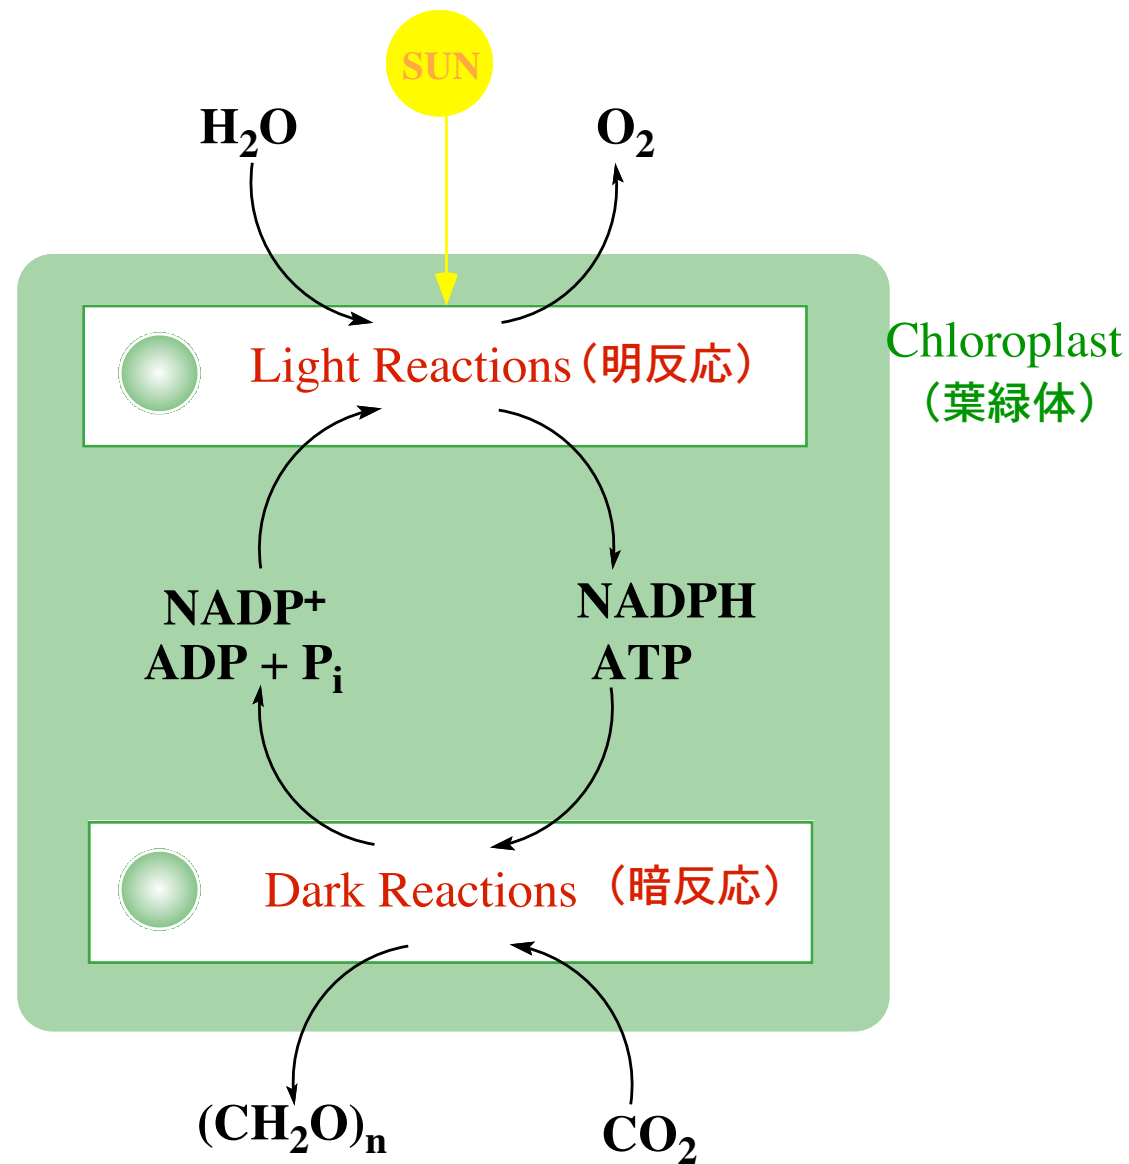 SUN
H₂O
O₂
Light Reactions（明反応）
Chloroplast
（葉緑体）
NADP⁺
ADP + Pᵢ
NADPH
ATP
Dark Reactions （暗反応）
(CH₂O)ₙ
CO₂